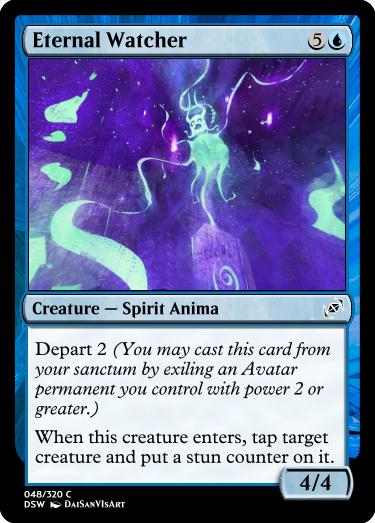 Eternal Watcher 5
Creature — Spirit Anima
Depart 2 (You may cast this card from
your sanctum by exiling an Avatar
permanent you control with power 2 or
greater.)
When this creature enters, tap target
creature and put a stun counter on it.
4/4
048/320 C
DSW DaiSanVisArt